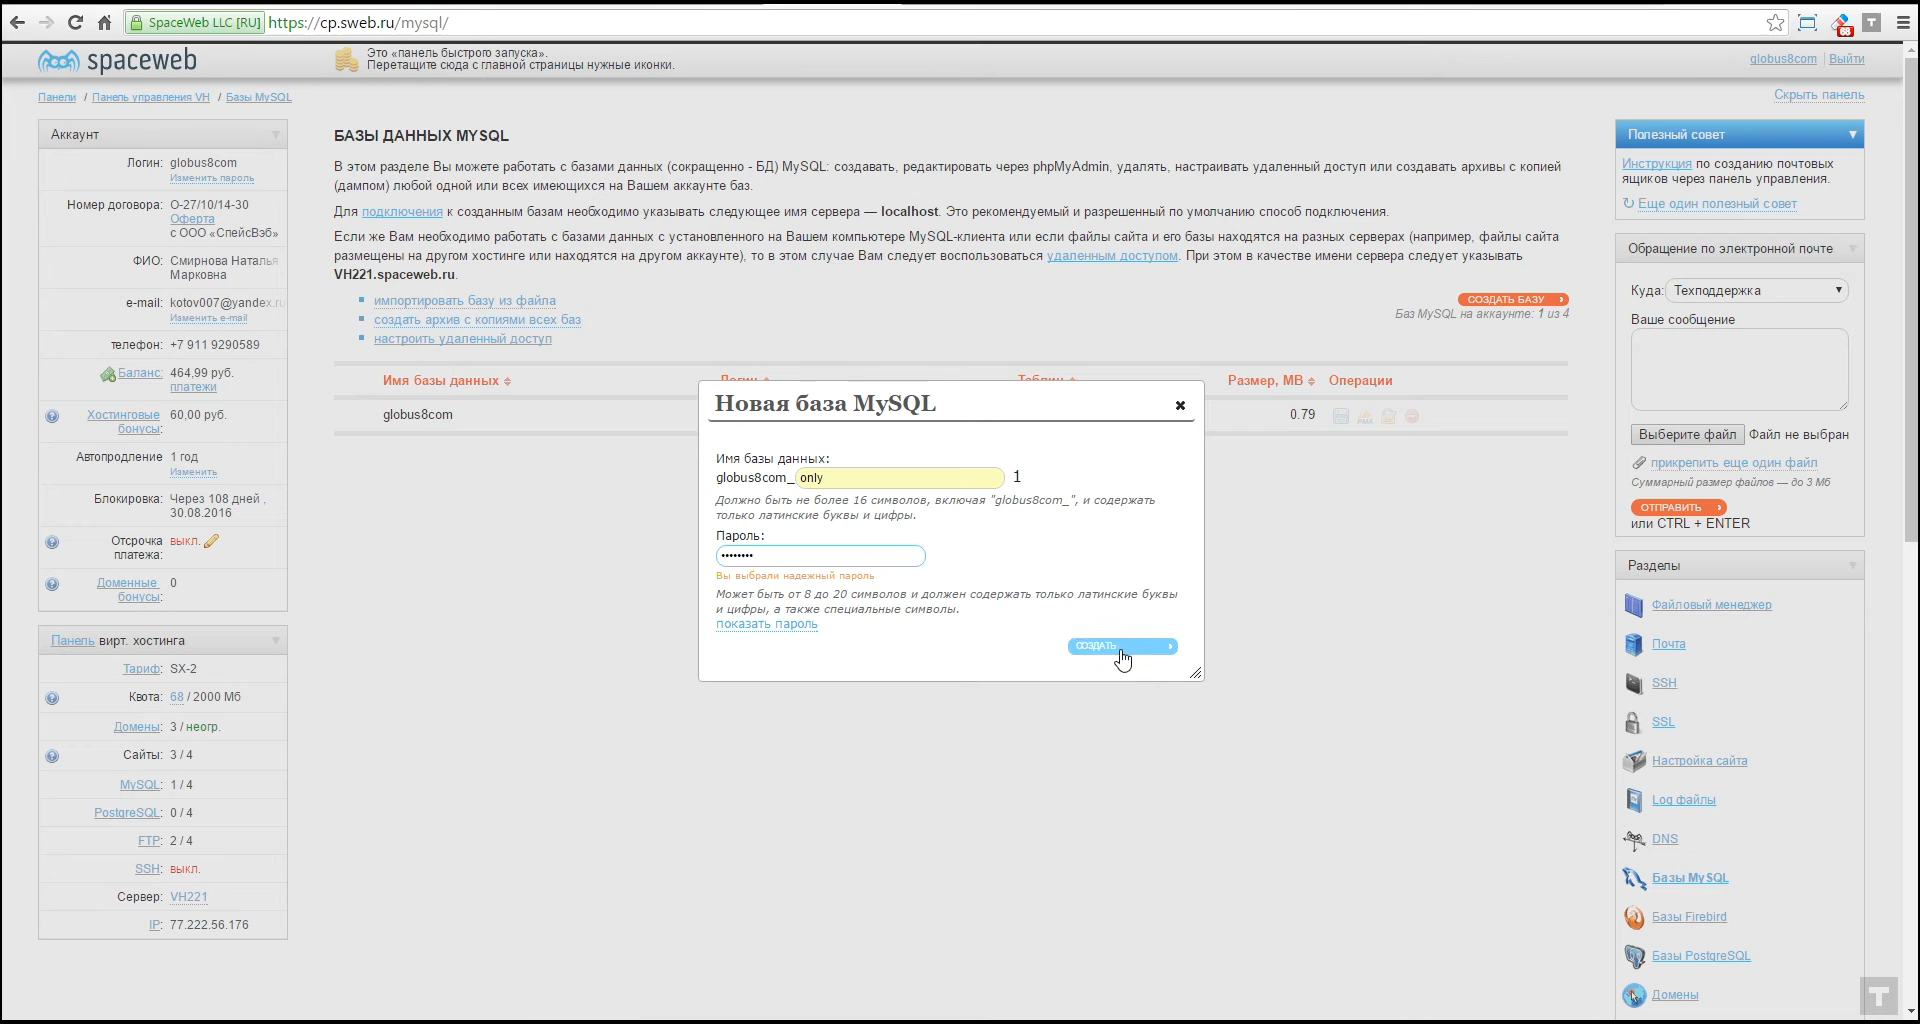 SpaceWeb LLC [RU] https://cp.sweb.ru/mysql/
68
T
spaceweb
Это «панель быстрого запуска».
Перетащите сюда с главной страницы нужные иконки.
globus8com Выйти
Панели / Панель управления VH / Базы MySQL
Скрыть панель
Аккаунт
Логин: globus8com
Изменить пароль
Номер договора: О-27/10/14-30
Оферта
с ООО «СпейсВэб»
ФИО: Смирнова Наталья
Марковна
e-mail: kotov007@yandex.ru
Изменить e-mail
телефон: +7 911 9290589
Баланс: 464,99 руб.
платежи
Хостинговые бонусы: 60,00 руб.
Автопродление 1 год
Изменить
Блокировка: Через 108 дней ,
30.08.2016
Отсрочка платежа: выкл.
Доменные бонусы: 0
Панель вирт. хостинга
Тариф: SX-2
Квота: 68 / 2000 Мб
Домены: 3 / неогр.
Сайты: 3 / 4
MySQL: 1 / 4
PostgreSQL: 0 / 4
FTP: 2 / 4
SSH: выкл.
Сервер: VH221
IP: 77.222.56.176
БАЗЫ ДАННЫХ MYSQL
В этом разделе Вы можете работать с базами данных (сокращенно - БД) MySQL: создавать, редактировать через phpMyAdmin, удалять, настраивать удаленный доступ или создавать архивы с копией
(дампом) любой одной или всех имеющихся на Вашем аккаунте баз.
Для подключения к созданным базам необходимо указывать следующее имя сервера — localhost. Это рекомендуемый и разрешенный по умолчанию способ подключения.
Если же Вам необходимо работать с базами данных с установленного на Вашем компьютере MySQL-клиента или если файлы сайта и его базы находятся на разных серверах (например, файлы сайта
размещены на другом хостинге или находятся на другом аккаунте), то в этом случае Вам следует воспользоваться удаленным доступом. При этом в качестве имени сервера следует указывать
VH221.spaceweb.ru.
импортировать базу из файла
создать архив с копиями всех баз
настроить удаленный доступ
СОЗДАТЬ БАЗУ
Баз MySQL на аккаунте: 1 из 4
Имя базы данных Логин Таблиц Размер, MB Операции
globus8com 0.79
Новая база MySQL
Имя базы данных:
globus8com_ only 1
Должно быть не более 16 символов, включая "globus8com_", и содержать
только латинские буквы и цифры.
Пароль:
••••••••
Вы выбрали надежный пароль
Может быть от 8 до 20 символов и должен содержать только латинские буквы
и цифры, а также специальные символы.
показать пароль
СОЗДАТЬ
Полезный совет
Инструкция по созданию почтовых
ящиков через панель управления.
Еще один полезный совет
Обращение по электронной почте
Куда: Техподдержка
Ваше сообщение
Выберите файл Файл не выбран
прикрепить еще один файл
Суммарный размер файлов — до 3 Мб
ОТПРАВИТЬ
или CTRL + ENTER
Разделы
Файловый менеджер
Почта
SSH
SSL
Настройка сайта
Log файлы
DNS
Базы MySQL
Базы Firebird
Базы PostgreSQL
Домены
T